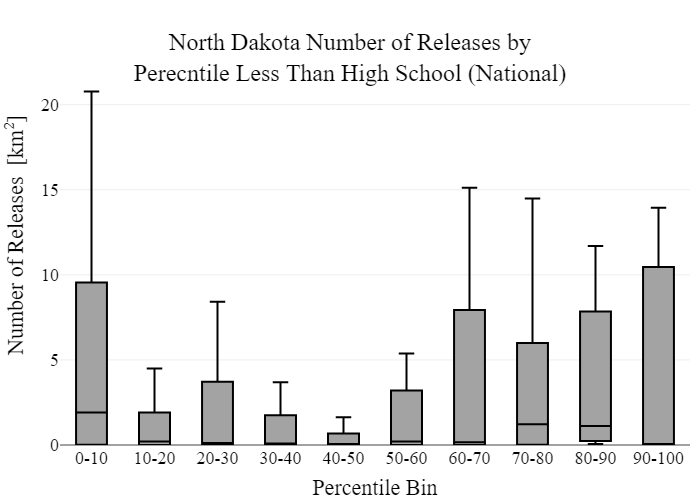 North Dakota Number of Releases by
Perecntile Less Than High School (National)
Number of Releases [km²]
20
15
10
5
0
0-10 10-20 20-30 30-40 40-50 50-60 60-70 70-80 80-90 90-100
Percentile Bin